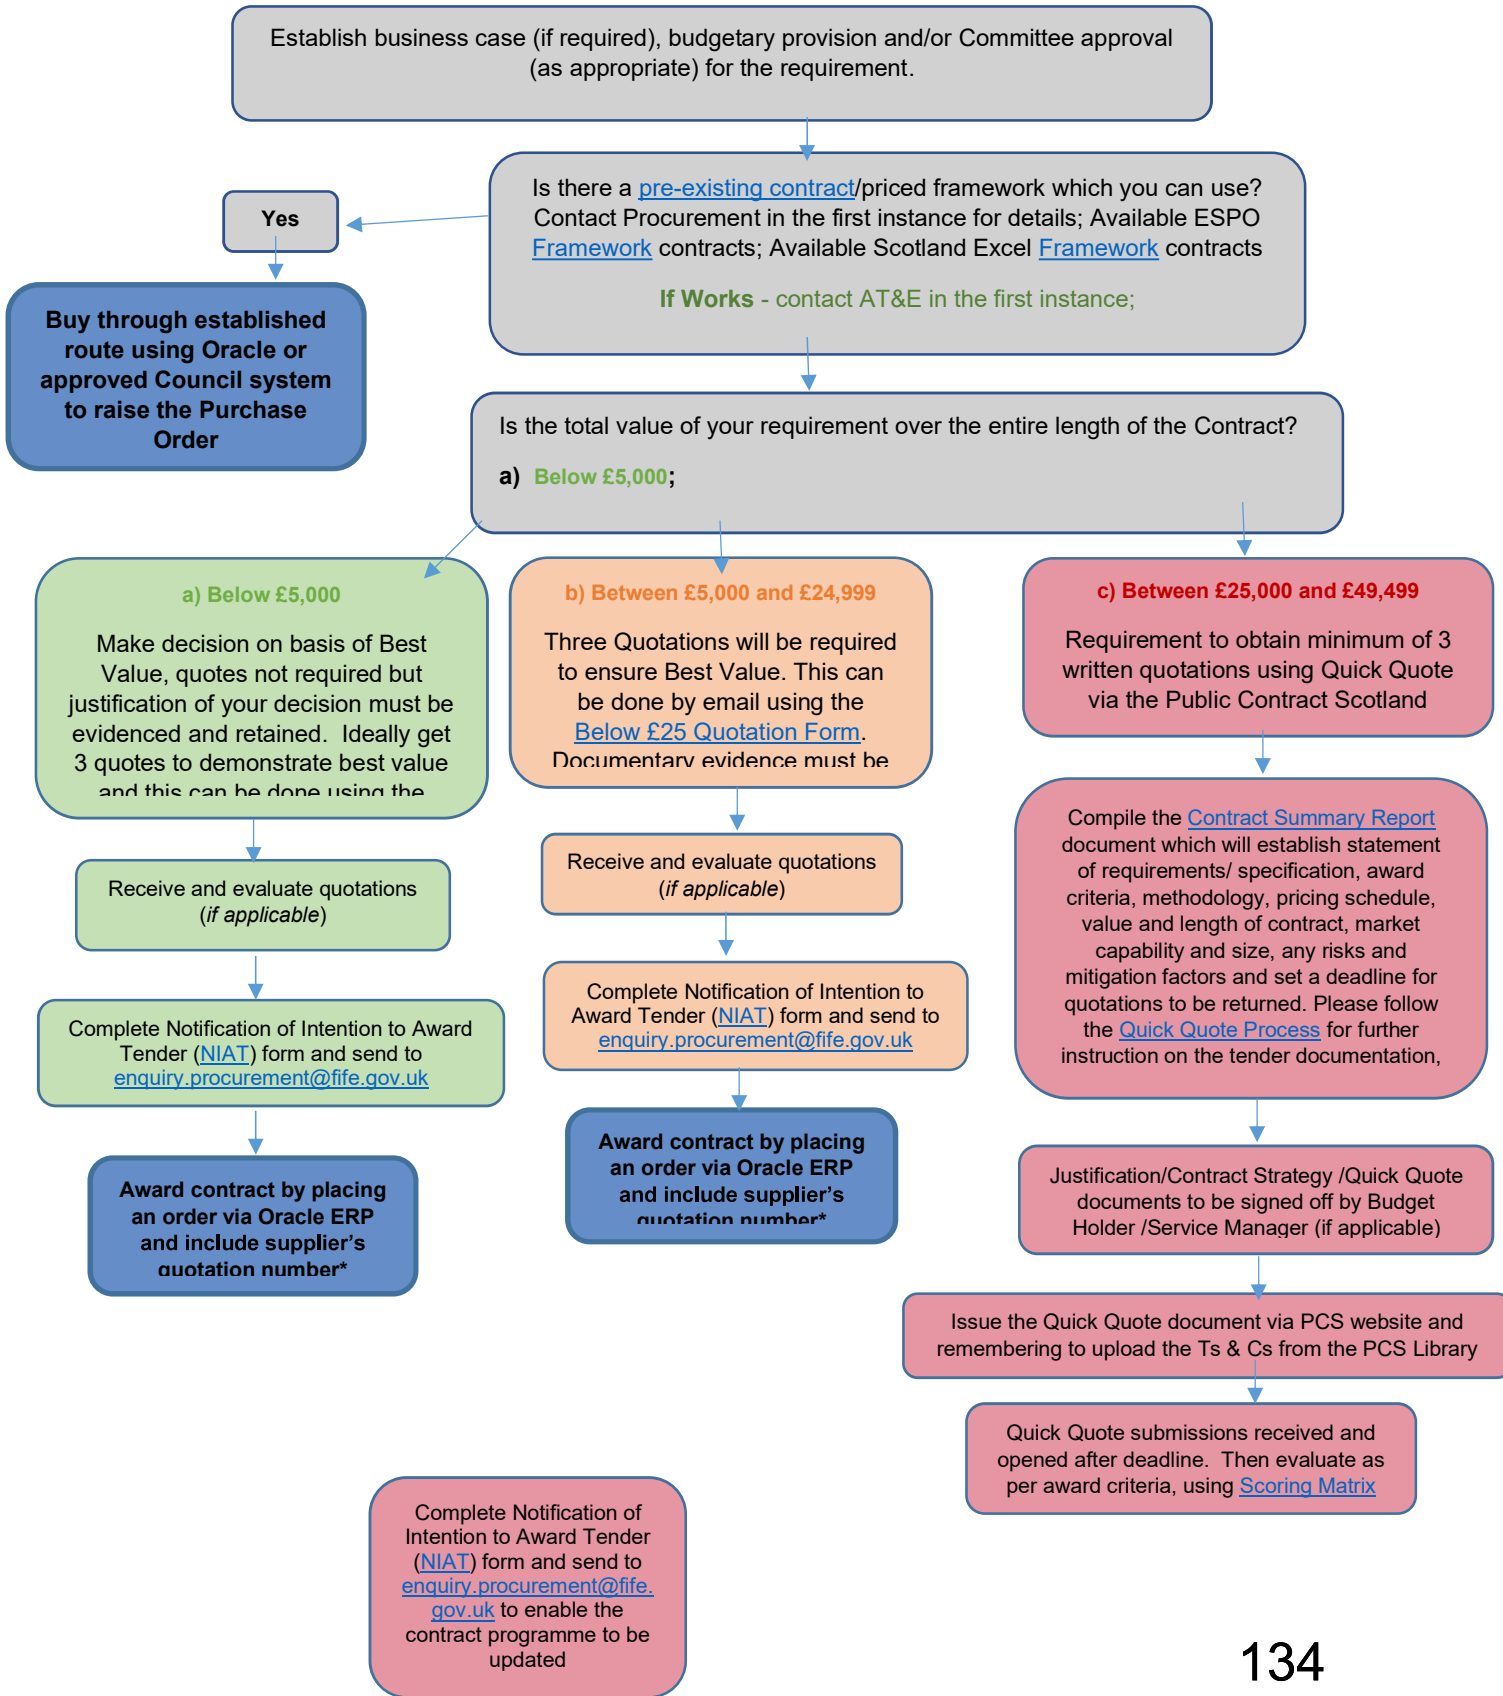 Establish business case (if required), budgetary provision and/or Committee approval
(as appropriate) for the requirement.
Is there a pre-existing contract/priced framework which you can use?
Contact Procurement in the first instance for details; Available ESPO
Framework contracts; Available Scotland Excel Framework contracts
If Works - contact AT&E in the first instance;
Yes
Buy through established
route using Oracle or
approved Council system
to raise the Purchase
Order
Is the total value of your requirement over the entire length of the Contract?
a) Below £5,000;
a) Below £5,000
Make decision on basis of Best
Value, quotes not required but
justification of your decision must be
evidenced and retained. Ideally get
3 quotes to demonstrate best value
and this can be done using the
Receive and evaluate quotations
(if applicable)
Complete Notification of Intention to Award
Tender (NIAT) form and send to
enquiry.procurement@fife.gov.uk
Award contract by placing
an order via Oracle ERP
and include supplier’s
quotation number*
b) Between £5,000 and £24,999
Three Quotations will be required
to ensure Best Value. This can
be done by email using the
Below £25 Quotation Form.
Documentary evidence must be
Receive and evaluate quotations
(if applicable)
Complete Notification of Intention to
Award Tender (NIAT) form and send to
enquiry.procurement@fife.gov.uk
Award contract by placing
an order via Oracle ERP
and include supplier’s
quotation number*
c) Between £25,000 and £49,499
Requirement to obtain minimum of 3
written quotations using Quick Quote
via the Public Contract Scotland
Compile the Contract Summary Report
document which will establish statement
of requirements/ specification, award
criteria, methodology, pricing schedule,
value and length of contract, market
capability and size, any risks and
mitigation factors and set a deadline for
quotations to be returned. Please follow
the Quick Quote Process for further
instruction on the tender documentation,
Justification/Contract Strategy /Quick Quote
documents to be signed off by Budget
Holder /Service Manager (if applicable)
Issue the Quick Quote document via PCS website and
remembering to upload the Ts & Cs from the PCS Library
Quick Quote submissions received and
opened after deadline. Then evaluate as
per award criteria, using Scoring Matrix
Complete Notification of
Intention to Award Tender
(NIAT) form and send to
enquiry.procurement@fife.
gov.uk to enable the
contract programme to be
updated
134